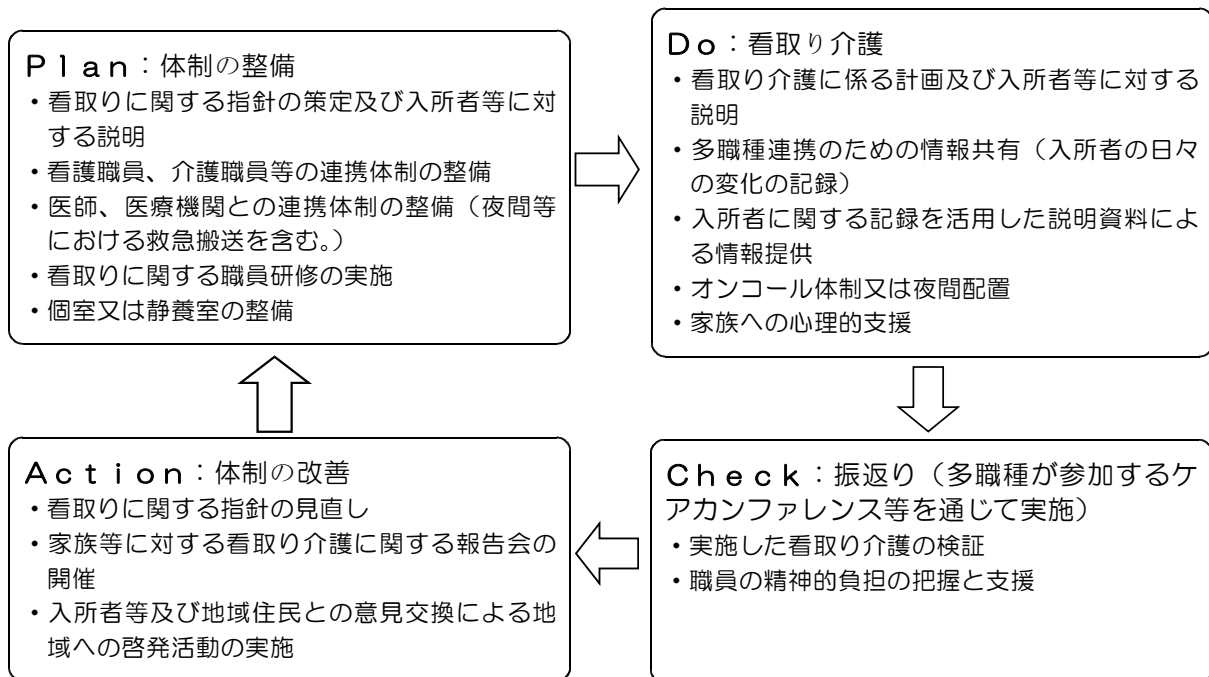 Ｐｌａｎ：体制の整備
・看取りに関する指針の策定及び入所者等に対
する説明
・看護職員、介護職員等の連携体制の整備
・医師、医療機関との連携体制の整備（夜間等
における救急搬送を含む。）
・看取りに関する職員研修の実施
・個室又は静養室の整備
Ｄｏ：看取り介護
・看取り介護に係る計画及び入所者等に対する
説明
・多職種連携のための情報共有（入所者の日々
の変化の記録）
・入所者に関する記録を活用した説明資料によ
る情報提供
・オンコール体制又は夜間配置
・家族への心理的支援
Ｃｈｅｃｋ：振返り（多職種が参加するケ
アカンファレンス等を通じて実施）
・実施した看取り介護の検証
・職員の精神的負担の把握と支援
Ａｃｔｉｏｎ：体制の改善
・看取りに関する指針の見直し
・家族等に対する看取り介護に関する報告会の
開催
・入所者等及び地域住民との意見交換による地
域への啓発活動の実施